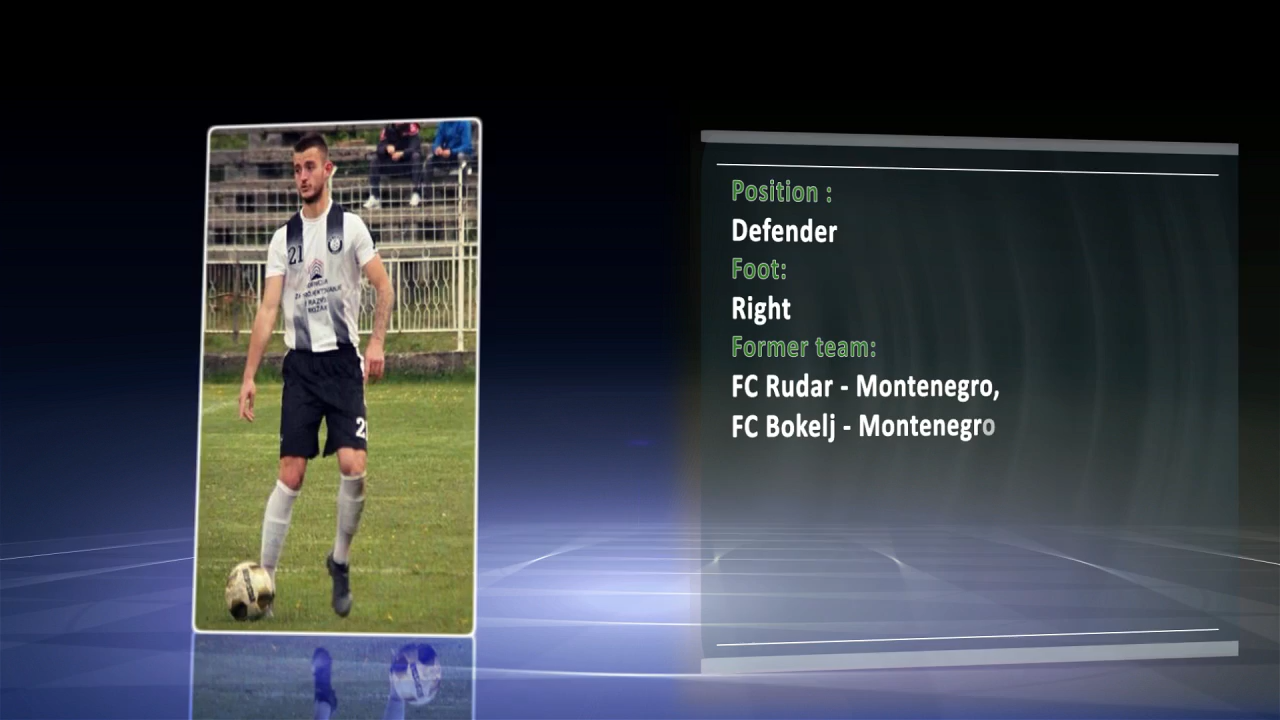 Position :
Defender
Foot:
Right
Former team:
FC Rudar - Montenegro,
FC Bokelj - Montenegro
21
21